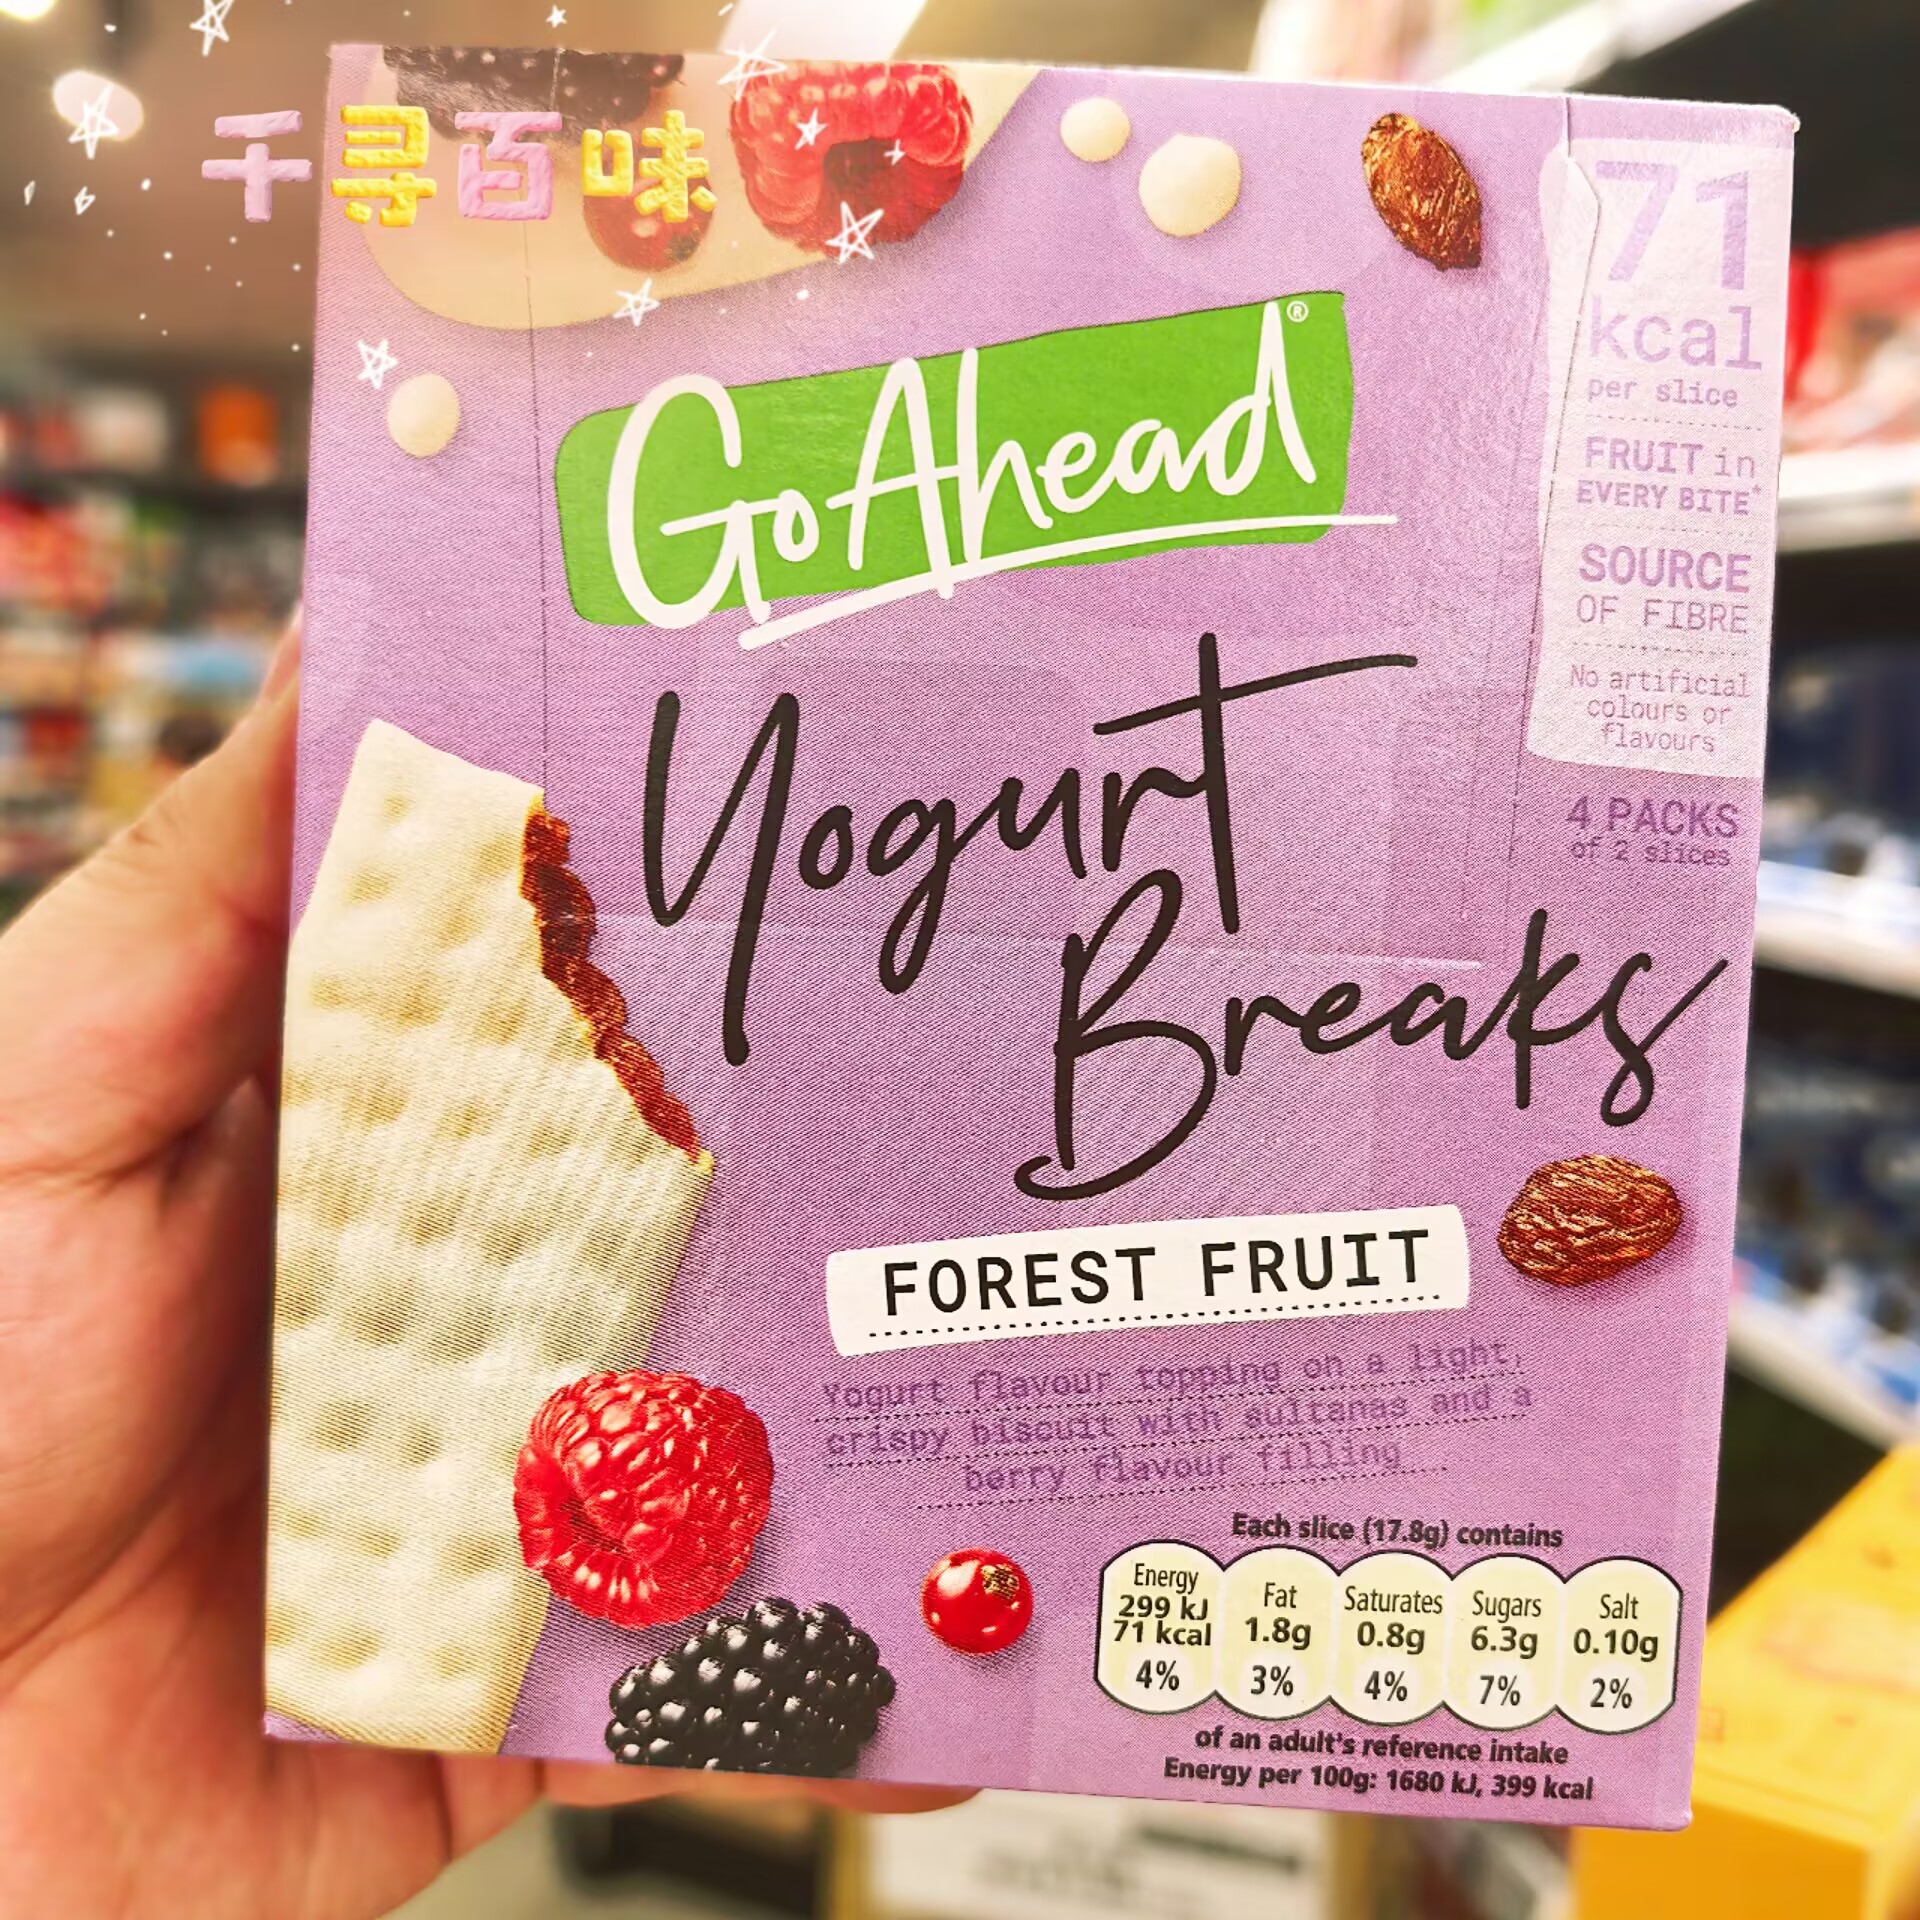 千寻百味
GoAhead®
Yogurt
Breaks
FOREST FRUIT
Yogurt flavour topping on a light,
crispy biscuit with sultanas and a
berry flavour filling
71
kcal
per slice
FRUIT in
EVERY BITE*
SOURCE
OF FIBRE
No artificial
colours or
flavours
4 PACKS
of 2 slices
Each slice (17.8g) contains
Energy
299 kJ
71 kcal
4%
Fat
1.8g
3%
Saturates
0.8g
4%
Sugars
6.3g
7%
Salt
0.10g
2%
of an adult's reference intake
Energy per 100g: 1680 kJ, 399 kcal